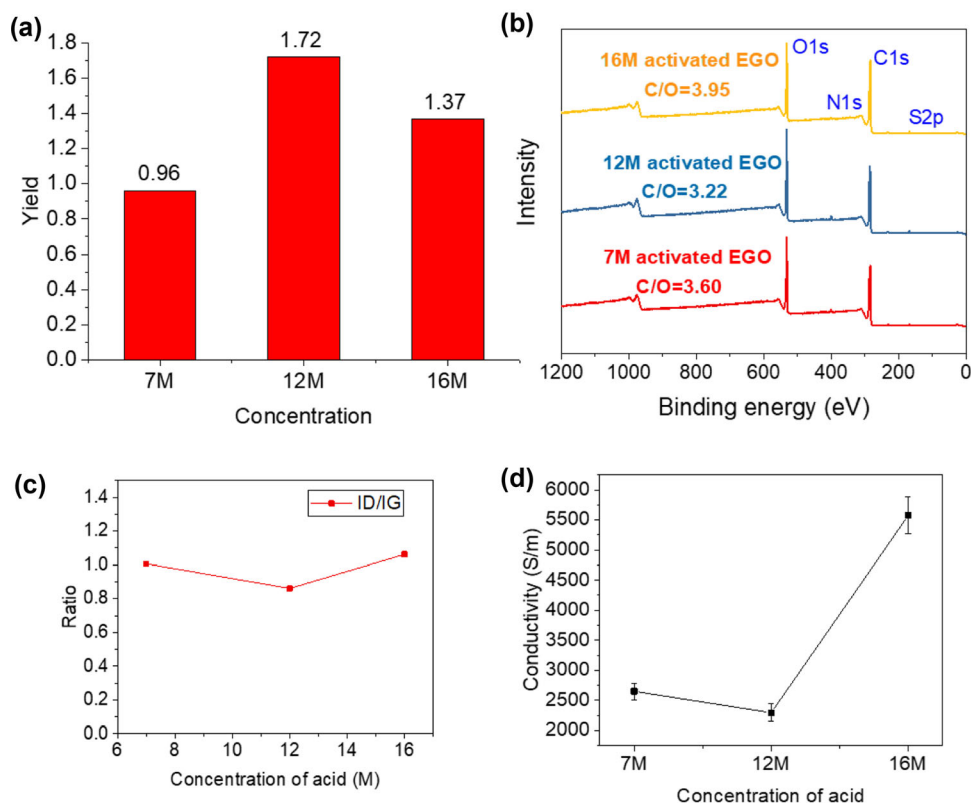 (a)
1.8
1.6
1.4
1.2
1.0
0.8
0.6
0.4
0.2
0.0
Yield
0.96
1.72
1.37
7M
12M
16M
Concentration
(b)
Intensity
16M activated EGO
C/O=3.95
12M activated EGO
C/O=3.22
7M activated EGO
C/O=3.60
O1s
N1s
C1s
S2p
1200 1000 800 600 400 200 0
Binding energy (eV)
(c)
1.4
1.2
1.0
0.8
0.6
0.4
0.2
0.0
Ratio
ID/IG
6 8 10 12 14 16
Concentration of acid (M)
(d)
6000
5500
5000
4500
4000
3500
3000
2500
2000
Conductivity (S/m)
7M 12M 16M
Concentration of acid